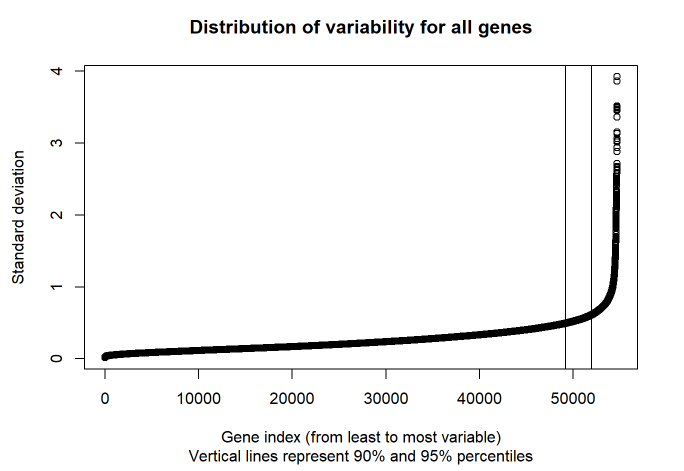 Distribution of variability for all genes
4
3
2
1
0
Standard deviation
0 10000 20000 30000 40000 50000
Gene index (from least to most variable)
Vertical lines represent 90% and 95% percentiles